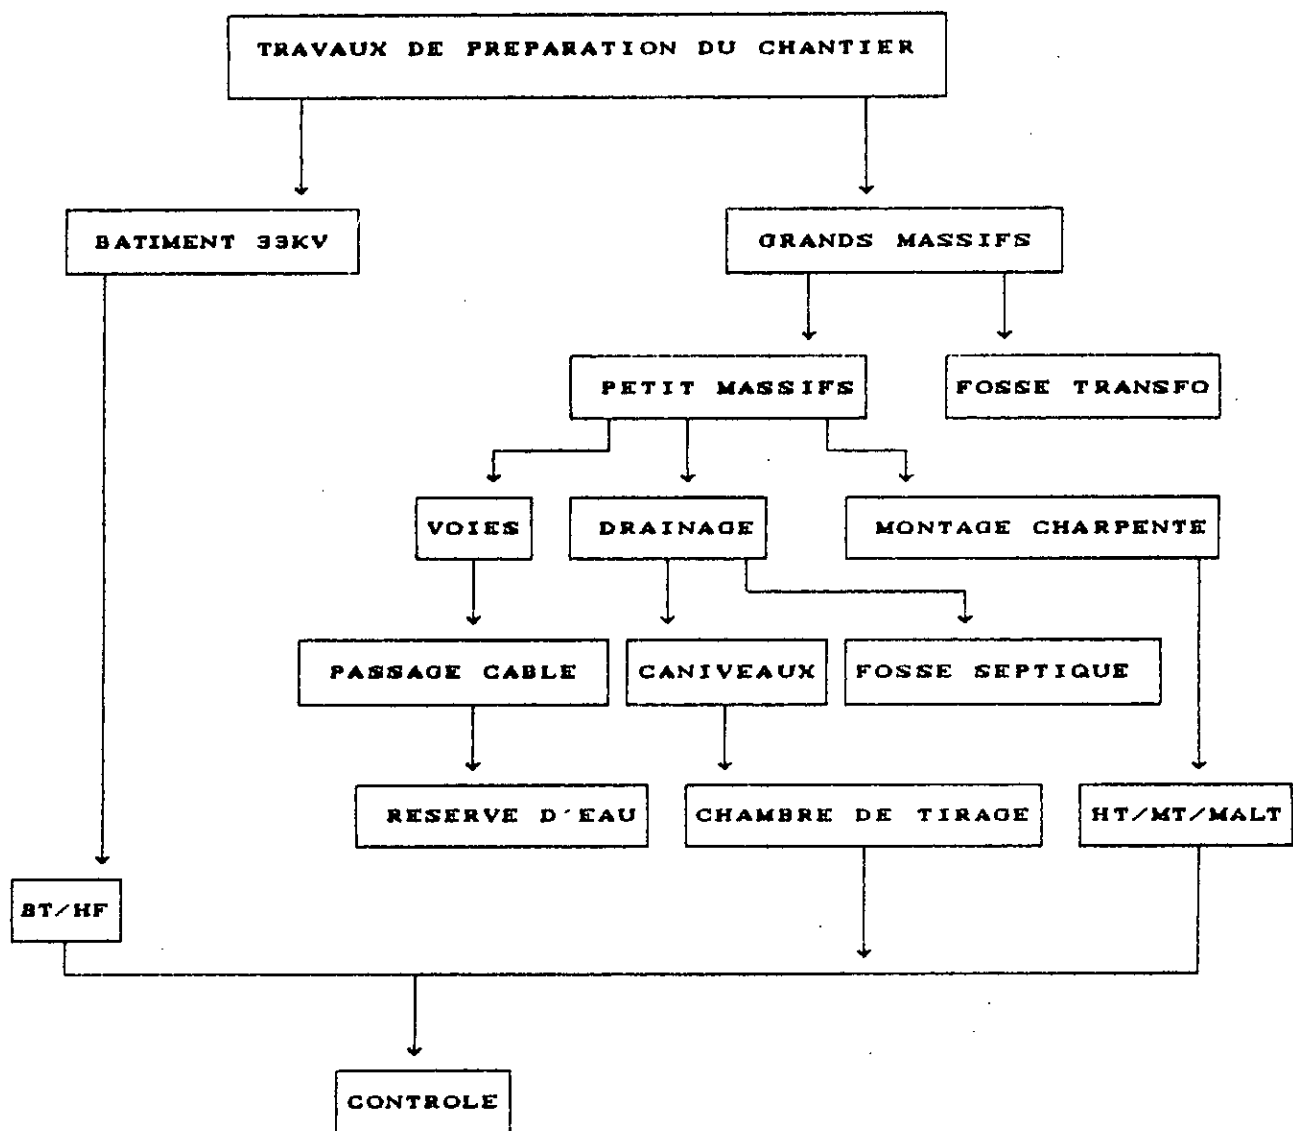 TRAVAUX DE PREPARATION DU CHANTIER
BATIMENT 33KV
GRANDS MASSIFS
PETIT MASSIFS
FOSSE TRANSFO
VOIES
DRAINAGE
MONTAGE CHARPENTE
PASSAGE CABLE
CANIVEAUX
FOSSE SEPTIQUE
RESERVE D'EAU
CHAMBRE DE TIRAGE
HT/MT/MALT
BT/HF
CONTROLE